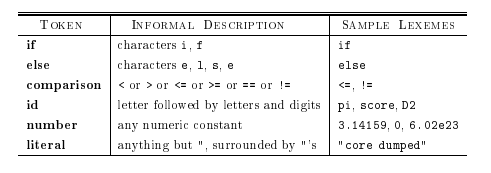 TOKEN INFORMAL DESCRIPTION SAMPLE LEXEMES
if characters i, f if
else characters e, l, s, e else
comparison < or > or <= or >= or == or != <=, !=
id letter followed by letters and digits pi, score, D2
number any numeric constant 3.14159, 0, 6.02e23
literal anything but ", surrounded by "'s "core dumped"